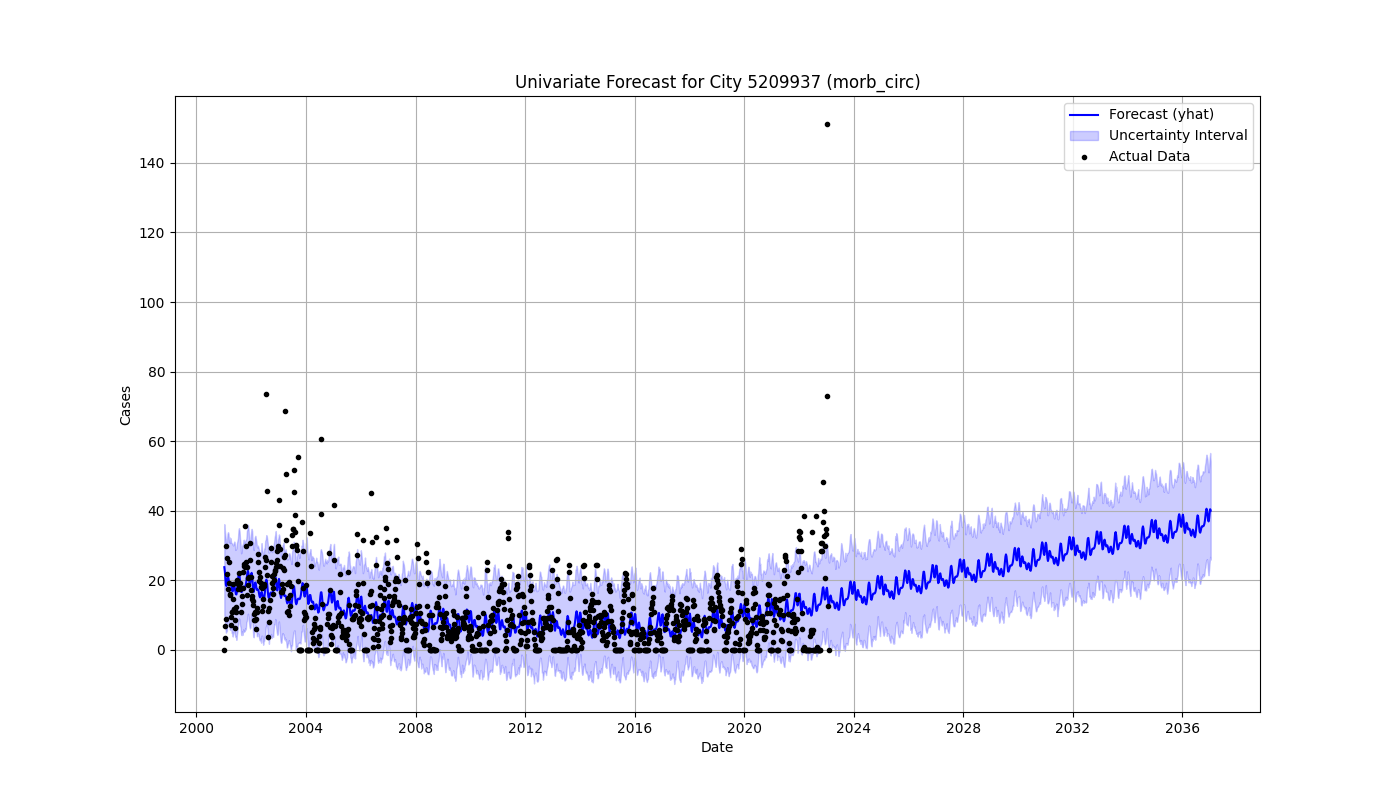 Univariate Forecast for City 5209937 (morb_circ)
Forecast (yhat)
Uncertainty Interval
Actual Data
Cases
140
120
100
80
60
40
20
0
2000 2004 2008 2012 2016 2020 2024 2028 2032 2036
Date